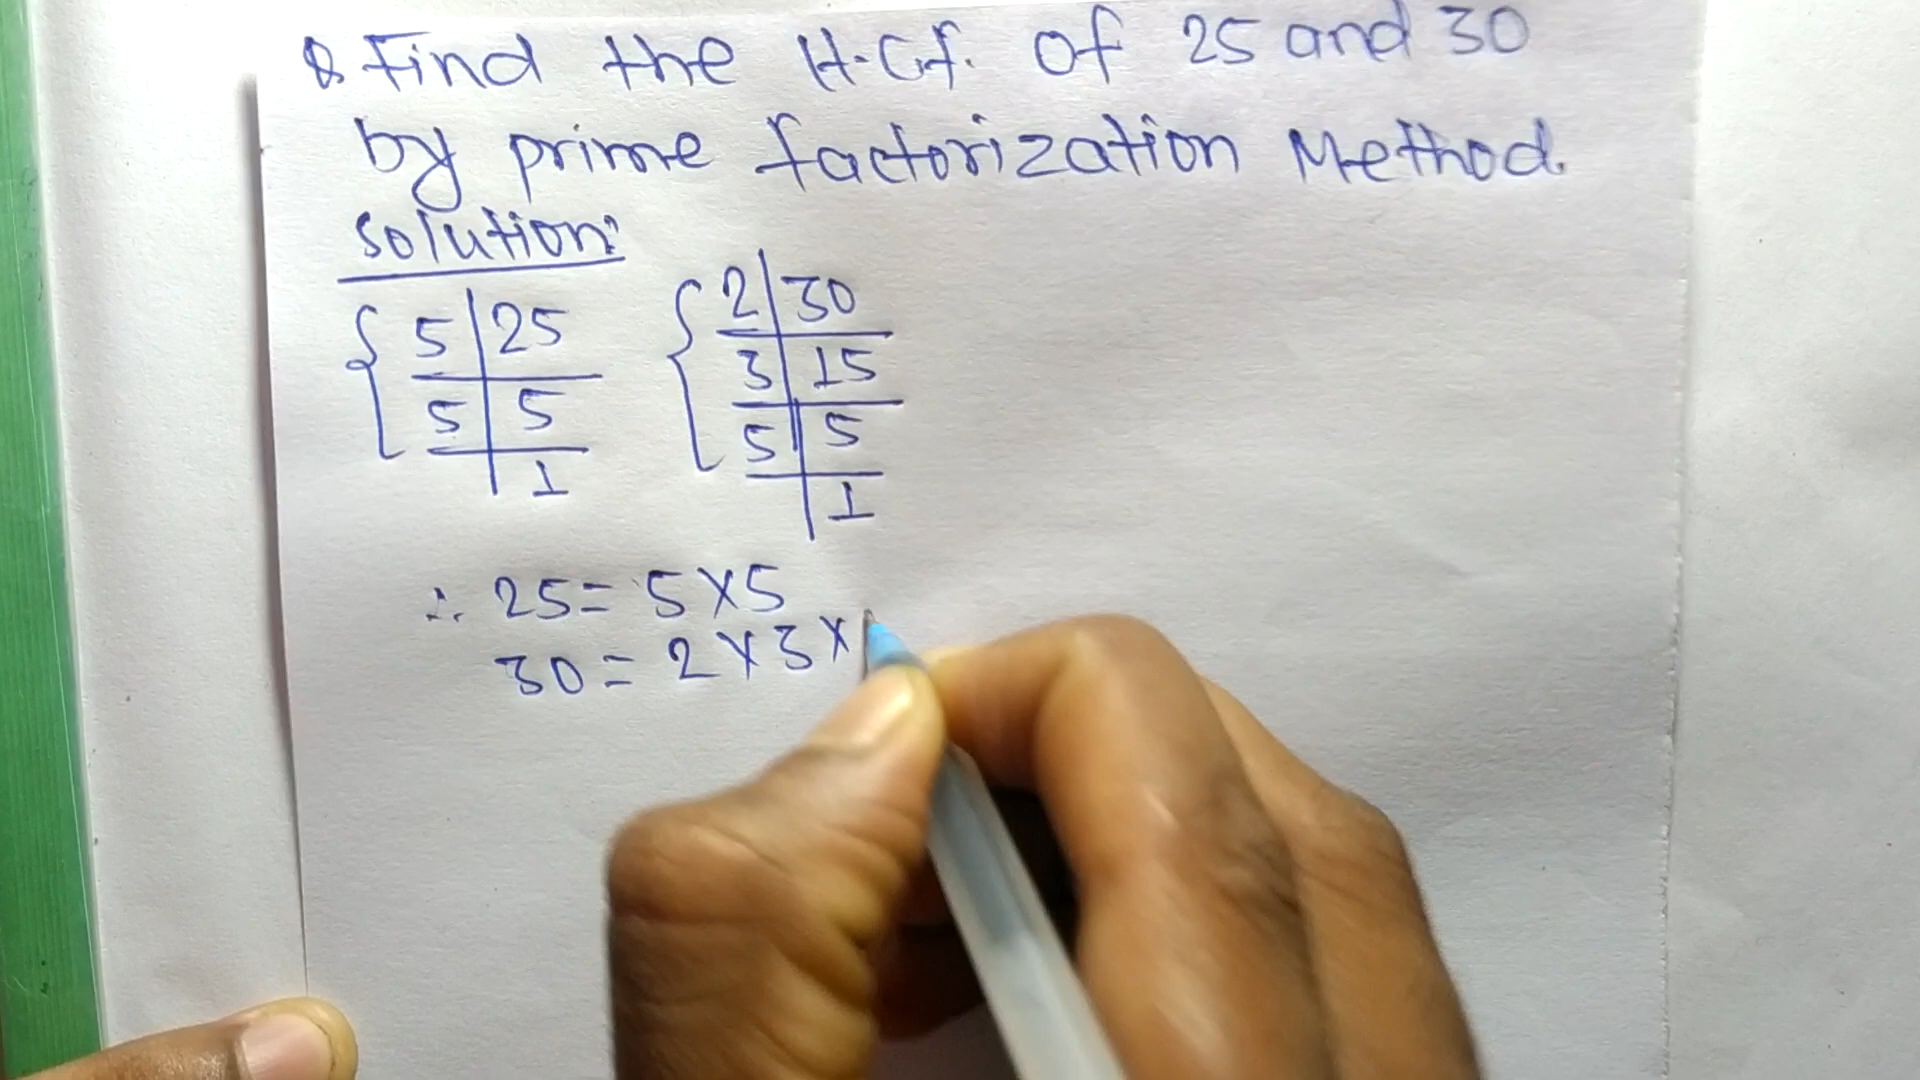 Q Find the H.C.f. of 25 and 30
by prime factorization Method.
Solution:
5 25
5 5
1
2 30
3 15
5 5
1
∴ 25 = 5 × 5
30 = 2 × 3 ×